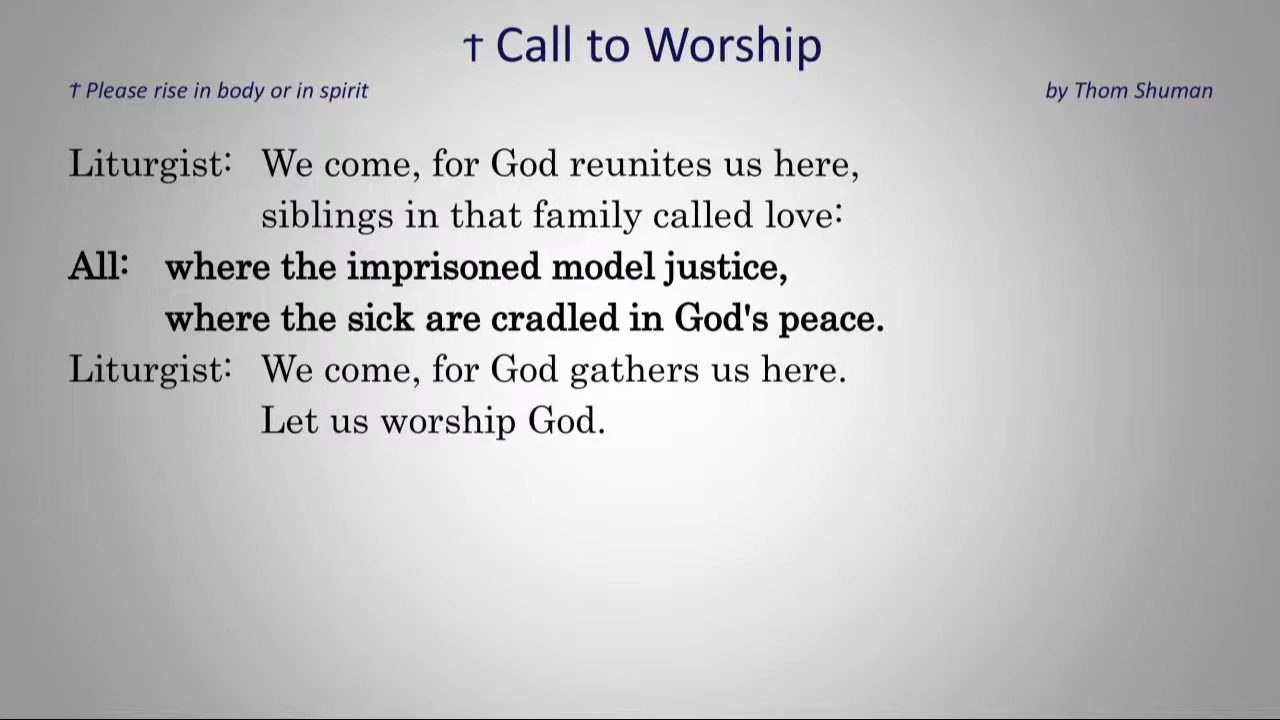 † Call to Worship
† Please rise in body or in spirit
by Thom Shuman
Liturgist: We come, for God reunites us here,
siblings in that family called love:
All: where the imprisoned model justice,
where the sick are cradled in God's peace.
Liturgist: We come, for God gathers us here.
Let us worship God.